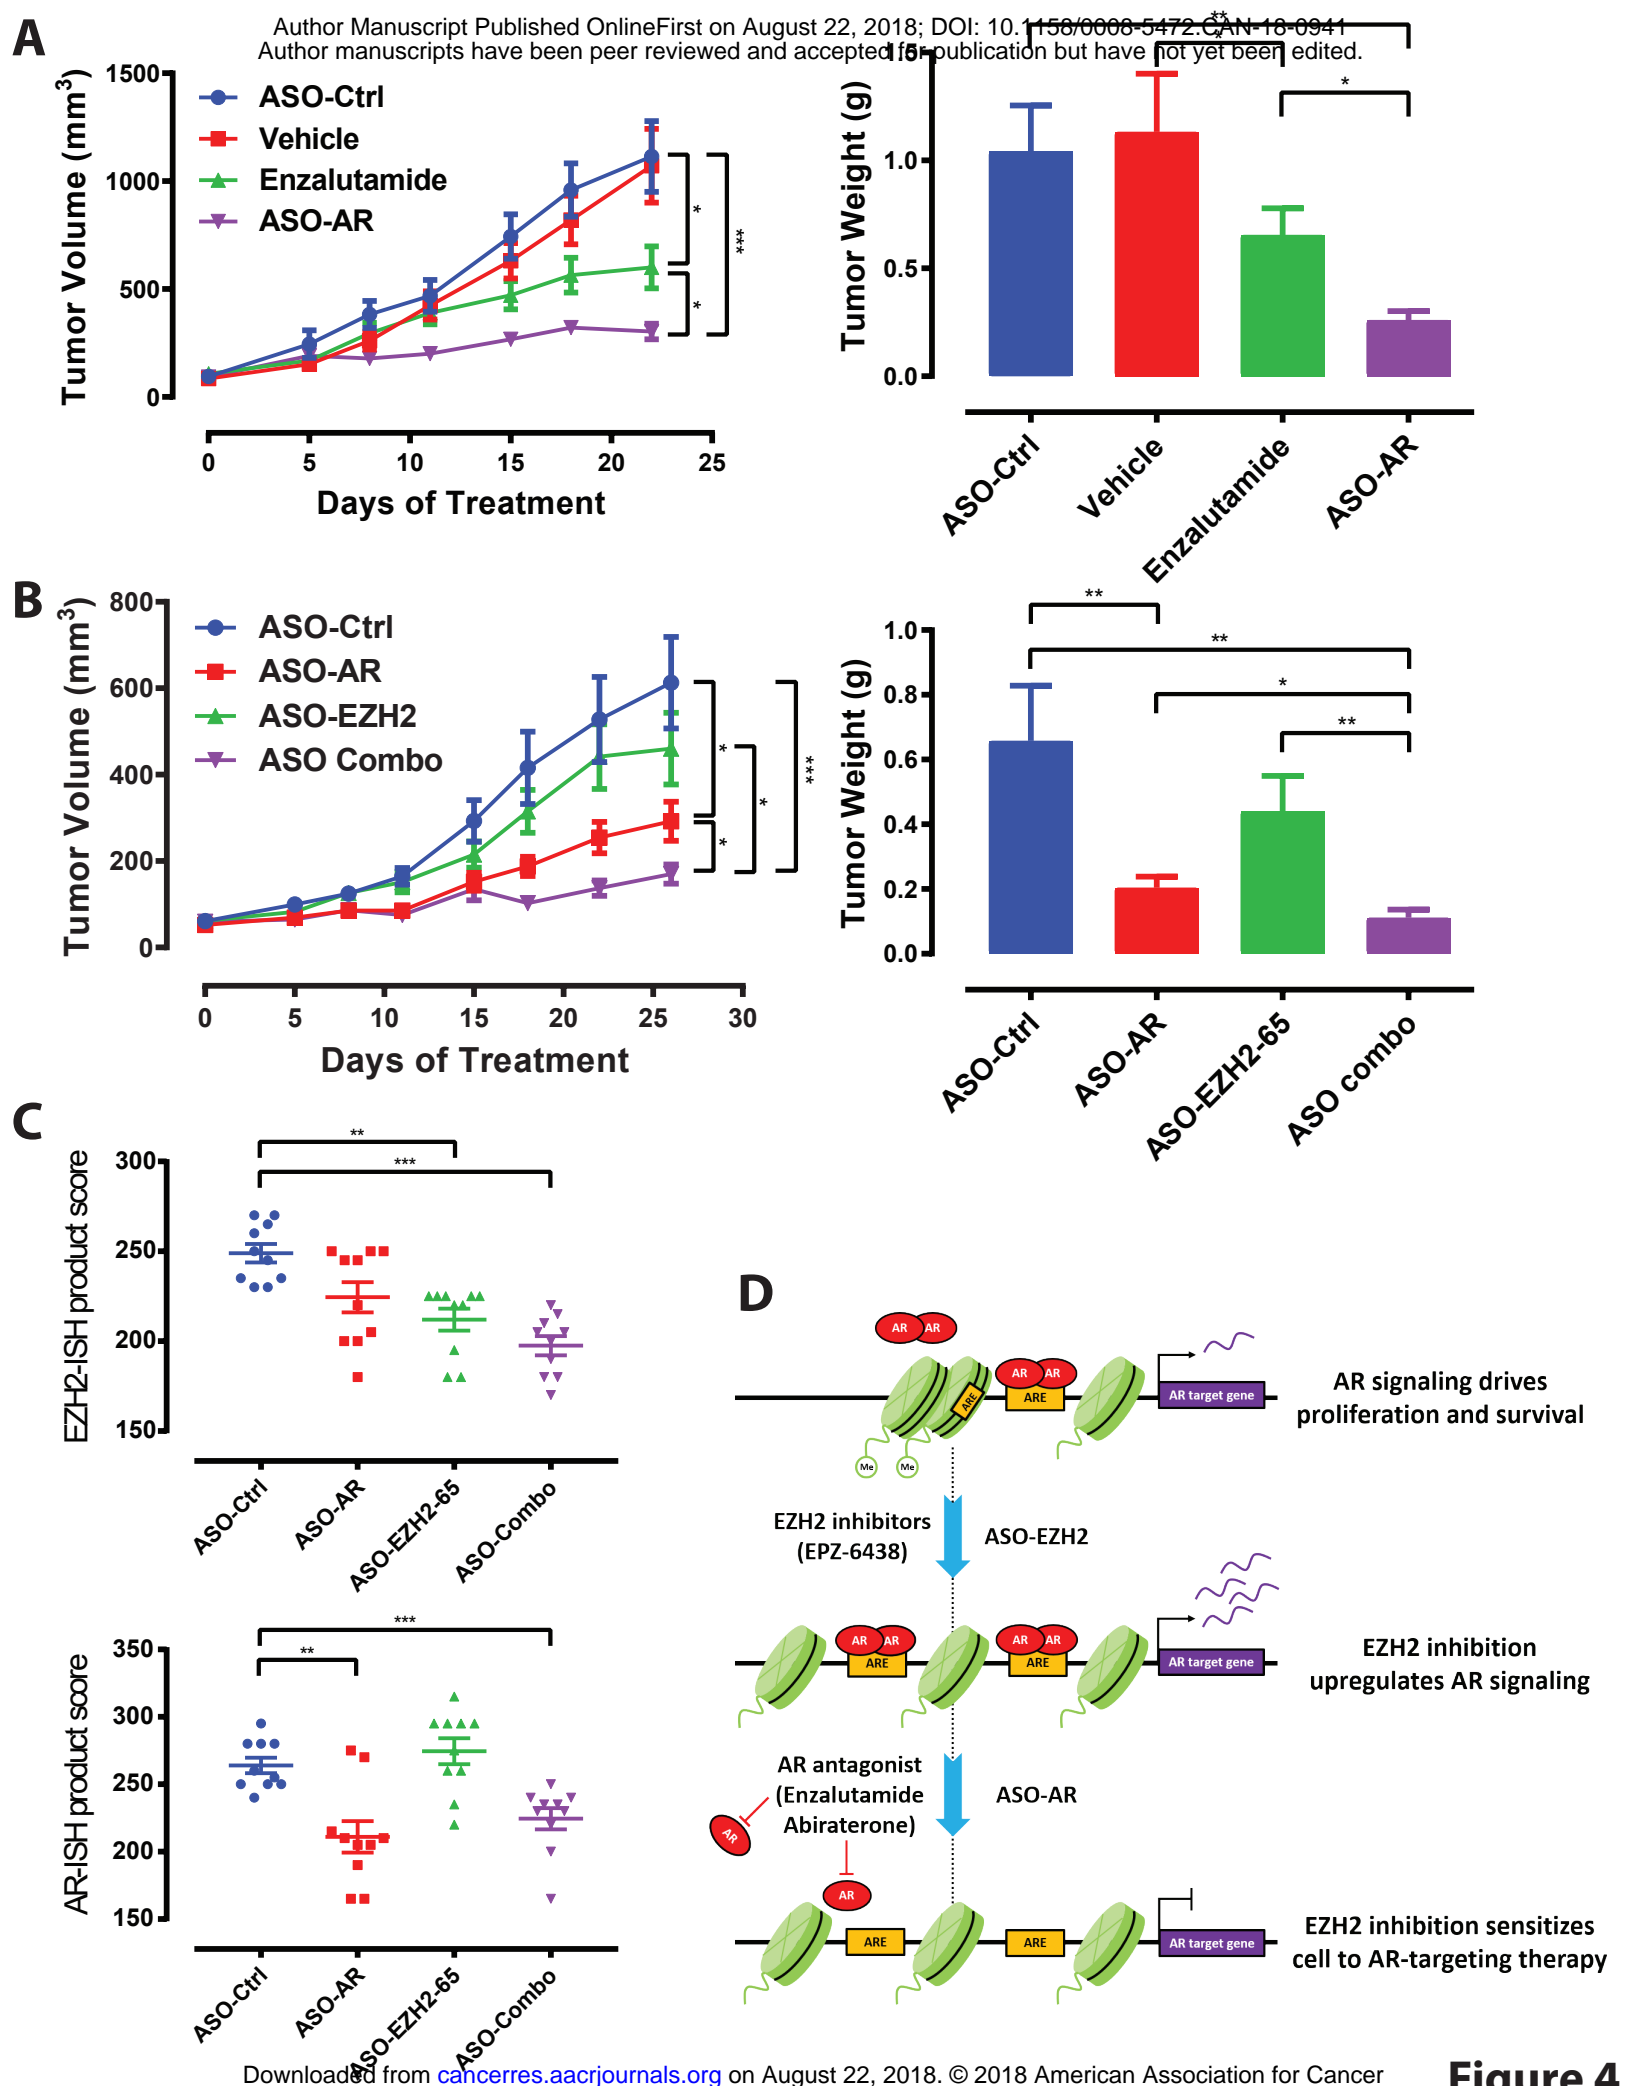 Author Manuscript Published OnlineFirst on August 22, 2018; DOI: 10.1158/0008-5472.CAN-18-0941
Author manuscripts have been peer reviewed and accepted for publication but have not yet been edited.
A
Tumor Volume (mm3)
1500
1000
500
0
ASO-Ctrl
Vehicle
Enzalutamide
ASO-AR
*
*
***
0 5 10 15 20 25
Days of Treatment
Tumor Weight (g)
1.5
1.0
0.5
0.0
**
*
*
ASO-Ctrl
Vehicle
Enzalutamide
ASO-AR
B
Tumor Volume (mm3)
800
600
400
200
0
ASO-Ctrl
ASO-AR
ASO-EZH2
ASO Combo
*
*
*
***
0 5 10 15 20 25 30
Days of Treatment
Tumor Weight (g)
1.0
0.8
0.6
0.4
0.2
0.0
**
**
*
**
ASO-Ctrl
ASO-AR
ASO-EZH2-65
ASO combo
C
EZH2-ISH product score
300
250
200
150
**
***
ASO-Ctrl
ASO-AR
ASO-EZH2-65
ASO-Combo
AR-ISH product score
350
300
250
200
150
***
**
ASO-Ctrl
ASO-AR
ASO-EZH2-65
ASO-Combo
D
AR AR
AR AR
ARE
ARE
AR target gene
Me Me
AR signaling drives
proliferation and survival
EZH2 inhibitors
(EPZ-6438)
ASO-EZH2
AR AR
ARE
AR AR
ARE
AR target gene
EZH2 inhibition
upregulates AR signaling
AR antagonist
(Enzalutamide
Abiraterone)
ASO-AR
AR
AR
ARE
ARE
AR target gene
EZH2 inhibition sensitizes
cell to AR-targeting therapy
Downloaded from cancerres.aacrjournals.org on August 22, 2018. © 2018 American Association for Cancer
Figure 4